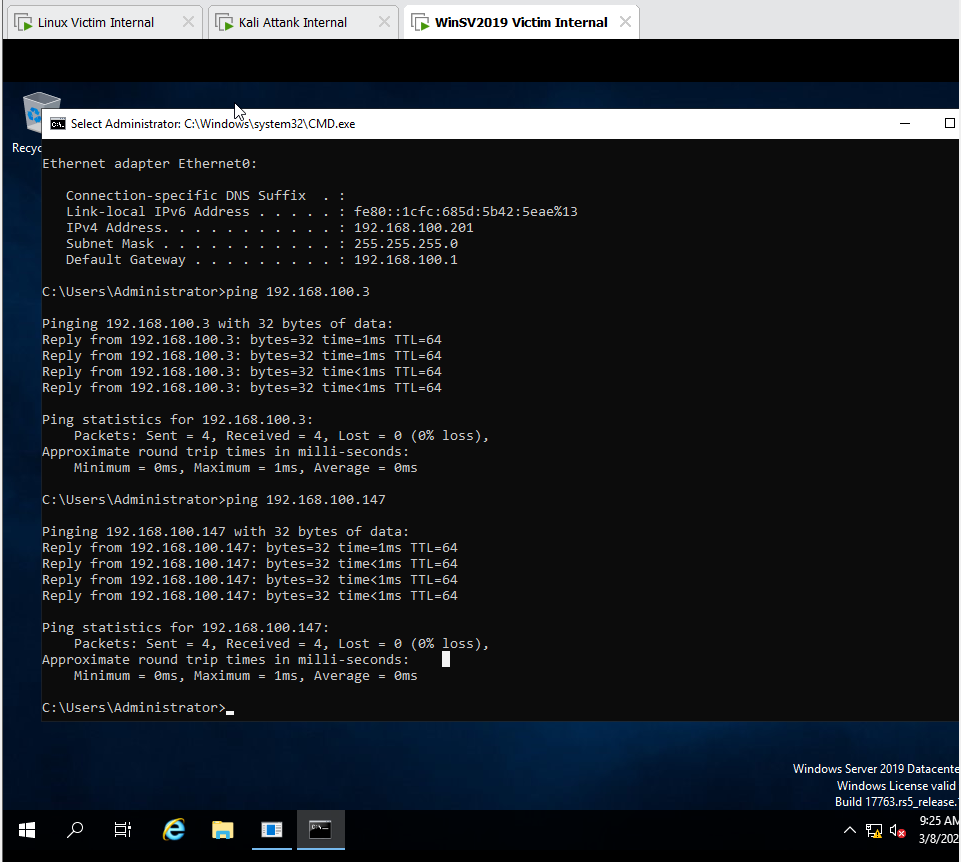 Linux Victim Internal
Kali Attank Internal
WinSV2019 Victim Internal
Select Administrator: C:\Windows\system32\CMD.exe
Recyc
Ethernet adapter Ethernet0:
Connection-specific DNS Suffix . :
Link-local IPv6 Address . . . . . : fe80::1cfc:685d:5b42:5eae%13
IPv4 Address. . . . . . . . . . . : 192.168.100.201
Subnet Mask . . . . . . . . . . . : 255.255.255.0
Default Gateway . . . . . . . . . : 192.168.100.1
C:\Users\Administrator>ping 192.168.100.3
Pinging 192.168.100.3 with 32 bytes of data:
Reply from 192.168.100.3: bytes=32 time=1ms TTL=64
Reply from 192.168.100.3: bytes=32 time=1ms TTL=64
Reply from 192.168.100.3: bytes=32 time<1ms TTL=64
Reply from 192.168.100.3: bytes=32 time<1ms TTL=64
Ping statistics for 192.168.100.3:
Packets: Sent = 4, Received = 4, Lost = 0 (0% loss),
Approximate round trip times in milli-seconds:
Minimum = 0ms, Maximum = 1ms, Average = 0ms
C:\Users\Administrator>ping 192.168.100.147
Pinging 192.168.100.147 with 32 bytes of data:
Reply from 192.168.100.147: bytes=32 time=1ms TTL=64
Reply from 192.168.100.147: bytes=32 time<1ms TTL=64
Reply from 192.168.100.147: bytes=32 time<1ms TTL=64
Reply from 192.168.100.147: bytes=32 time<1ms TTL=64
Ping statistics for 192.168.100.147:
Packets: Sent = 4, Received = 4, Lost = 0 (0% loss),
Approximate round trip times in milli-seconds:
Minimum = 0ms, Maximum = 1ms, Average = 0ms
C:\Users\Administrator>
Windows Server 2019 Datacente
Windows License valid
Build 17763.rs5_release.
9:25 AM
3/8/202